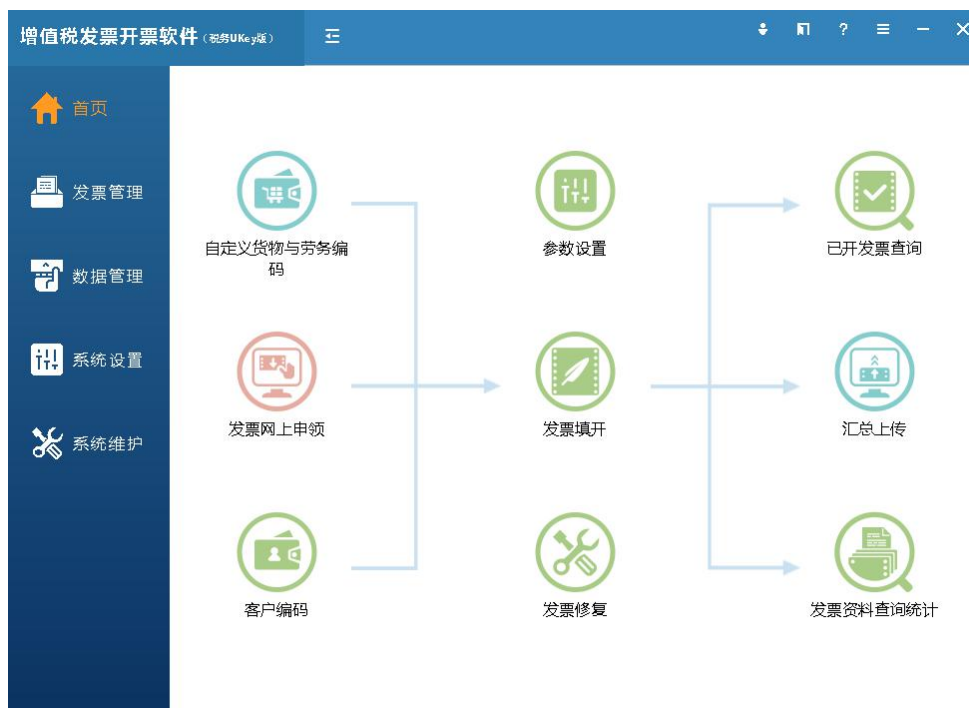 增值税发票开票软件（税务UKey版）
?
首页
发票管理
数据管理
系统设置
系统维护
自定义货物与劳务编
码
参数设置
已开发票查询
发票网上申领
发票填开
汇总上传
客户编码
发票修复
发票资料查询统计